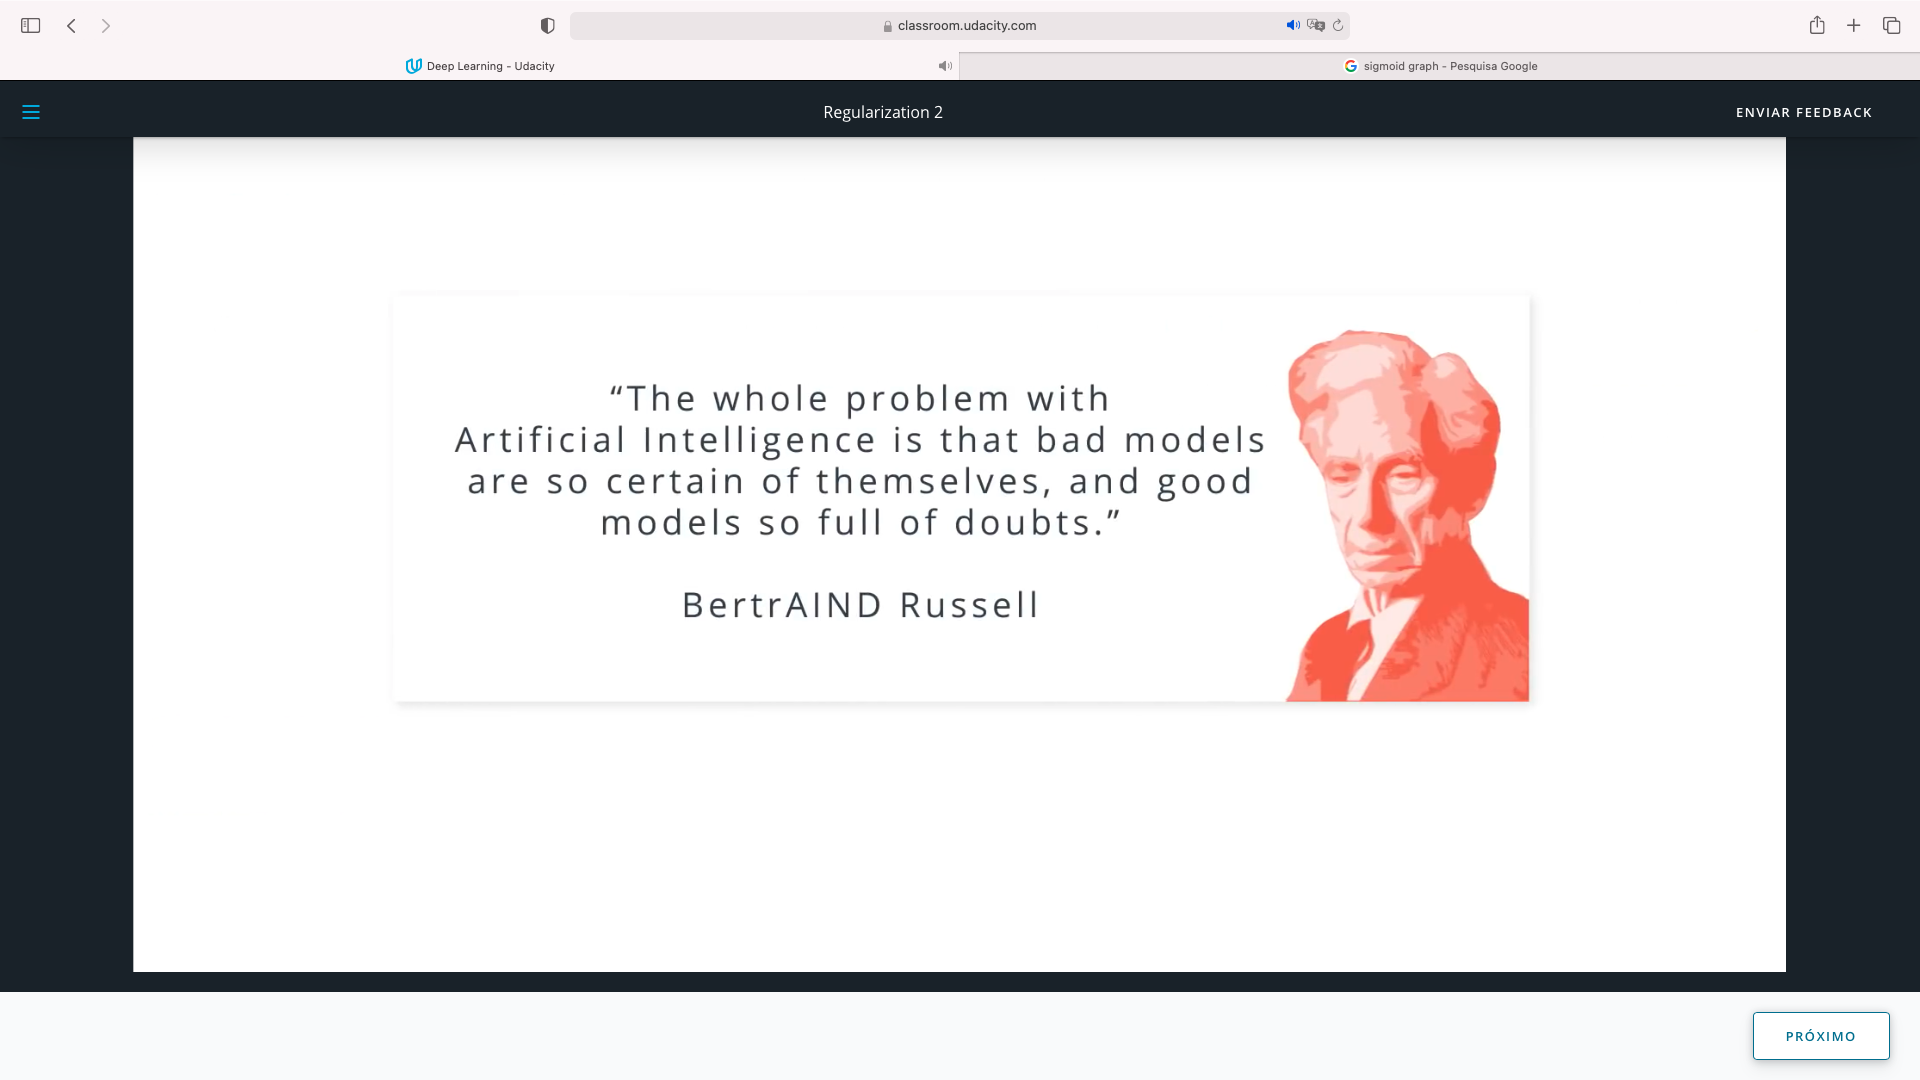 classroom.udacity.com
Deep Learning - Udacity
sigmoid graph - Pesquisa Google
Regularization 2
ENVIAR FEEDBACK
“The whole problem with
Artificial Intelligence is that bad models
are so certain of themselves, and good
models so full of doubts.”
BertrAIND Russell
PRÓXIMO